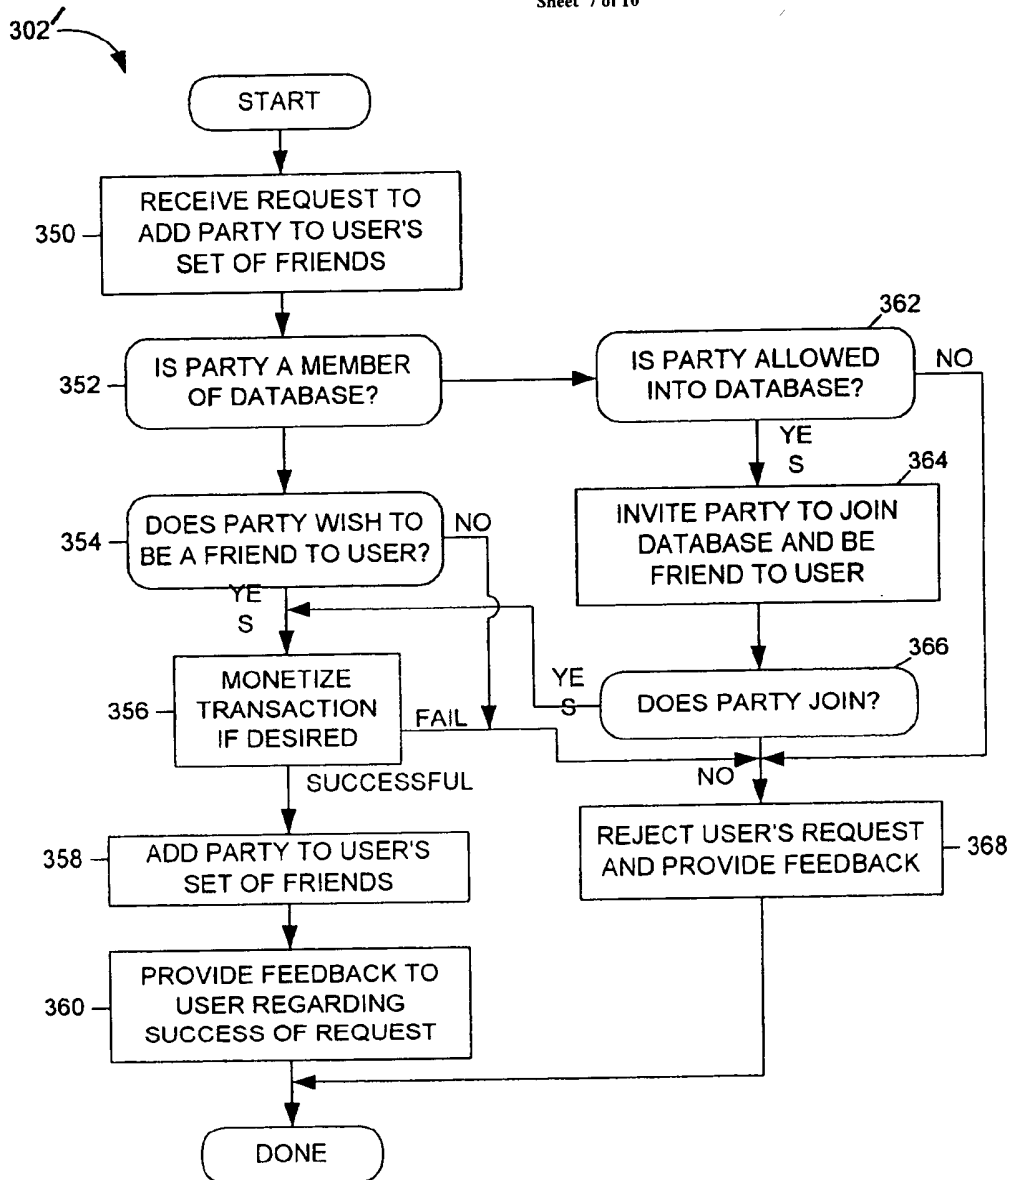 Sheet 7 of 10
302'
START
RECEIVE REQUEST TO
ADD PARTY TO USER'S
SET OF FRIENDS
350
362
IS PARTY A MEMBER
OF DATABASE?
352
IS PARTY ALLOWED
INTO DATABASE?
NO
YE
S
364
DOES PARTY WISH TO
BE A FRIEND TO USER?
354
NO
YE
S
INVITE PARTY TO JOIN
DATABASE AND BE
FRIEND TO USER
366
MONETIZE
TRANSACTION
IF DESIRED
356
FAIL
SUCCESSFUL
YE
S
DOES PARTY JOIN?
NO
ADD PARTY TO USER'S
SET OF FRIENDS
358
REJECT USER'S REQUEST
AND PROVIDE FEEDBACK
368
PROVIDE FEEDBACK TO
USER REGARDING
SUCCESS OF REQUEST
360
DONE